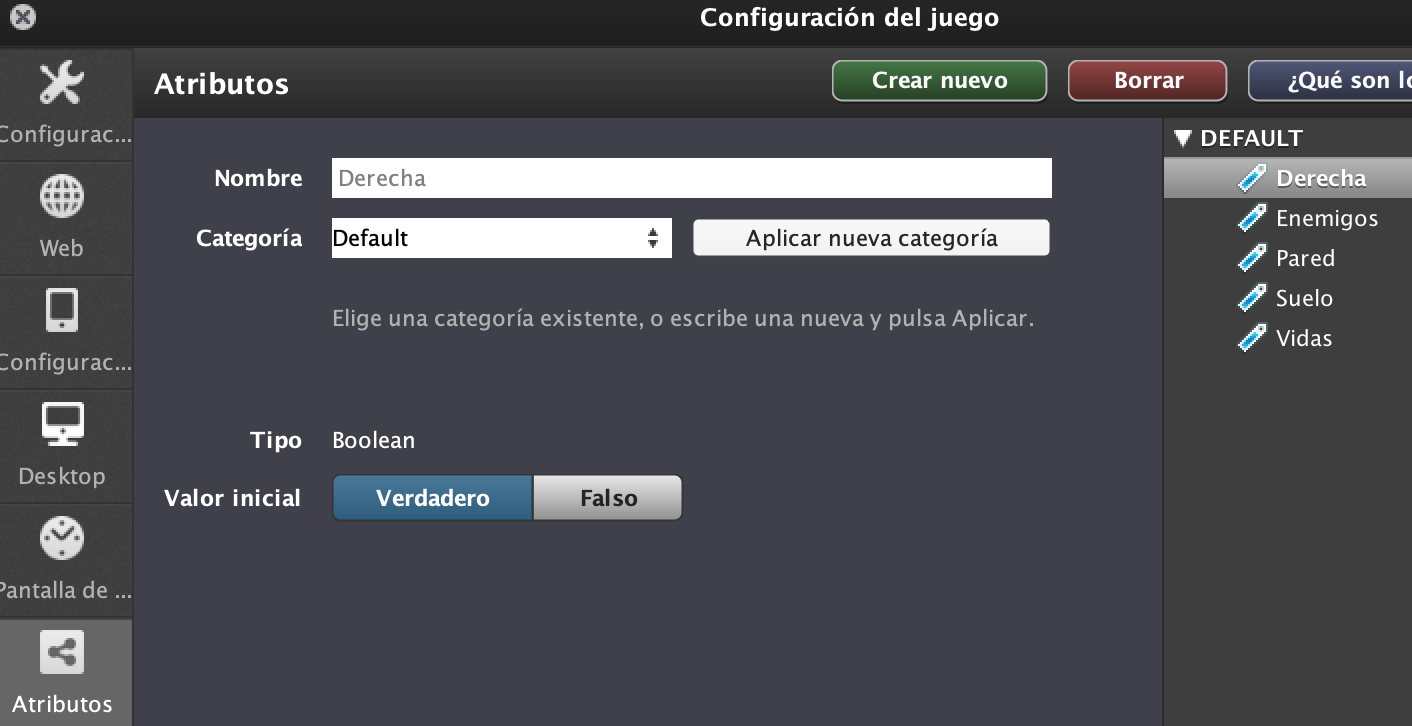 Configuración del juego
Atributos
Crear nuevo
Borrar
¿Qué son lo
Configurac...
Web
Configurac...
Desktop
Pantalla de ...
Atributos
Nombre
Derecha
Categoría
Default
Aplicar nueva categoría
Elige una categoría existente, o escribe una nueva y pulsa Aplicar.
Tipo
Boolean
Valor inicial
Verdadero
Falso
DEFAULT
Derecha
Enemigos
Pared
Suelo
Vidas